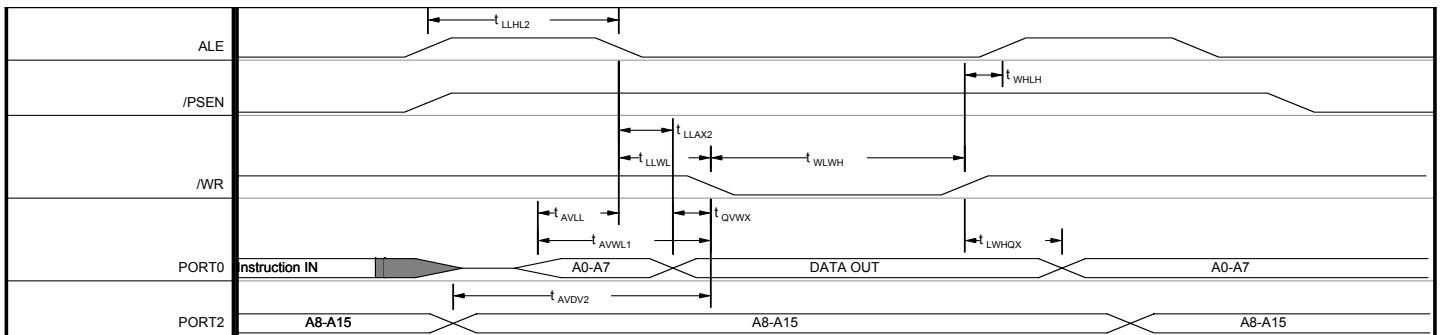 t LLHL2
ALE
t WHLH
/PSEN
t LLAX2
t LLWL
t WLWH
/WR
t AVLL
t QVWX
t AVWL1
t LWHQX
PORT0 Instruction IN A0-A7 DATA OUT A0-A7
t AVDV2
PORT2 A8-A15 A8-A15 A8-A15